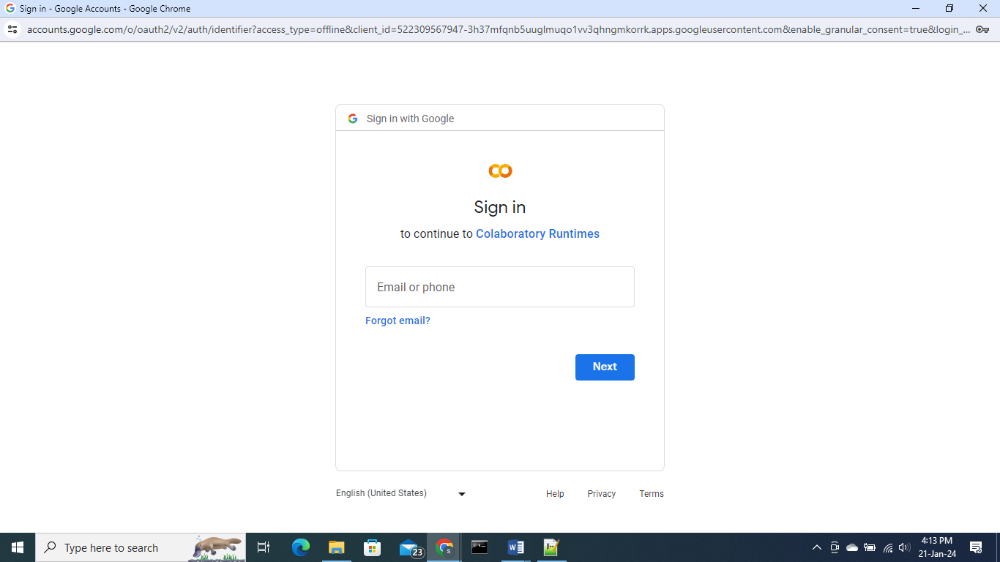 Sign in - Google Accounts - Google Chrome
accounts.google.com/o/oauth2/v2/auth/identifier?access_type=offline&client_id=522309567947-3h37mfqnb5uuglmuqo1vv3qhngmkorrk.apps.googleusercontent.com&enable_granular_consent=true&login_...
Sign in with Google
Sign in
to continue to Colaboratory Runtimes
Email or phone
Forgot email?
Next
English (United States)
Help Privacy Terms
Type here to search
23
4:13 PM
21-Jan-24